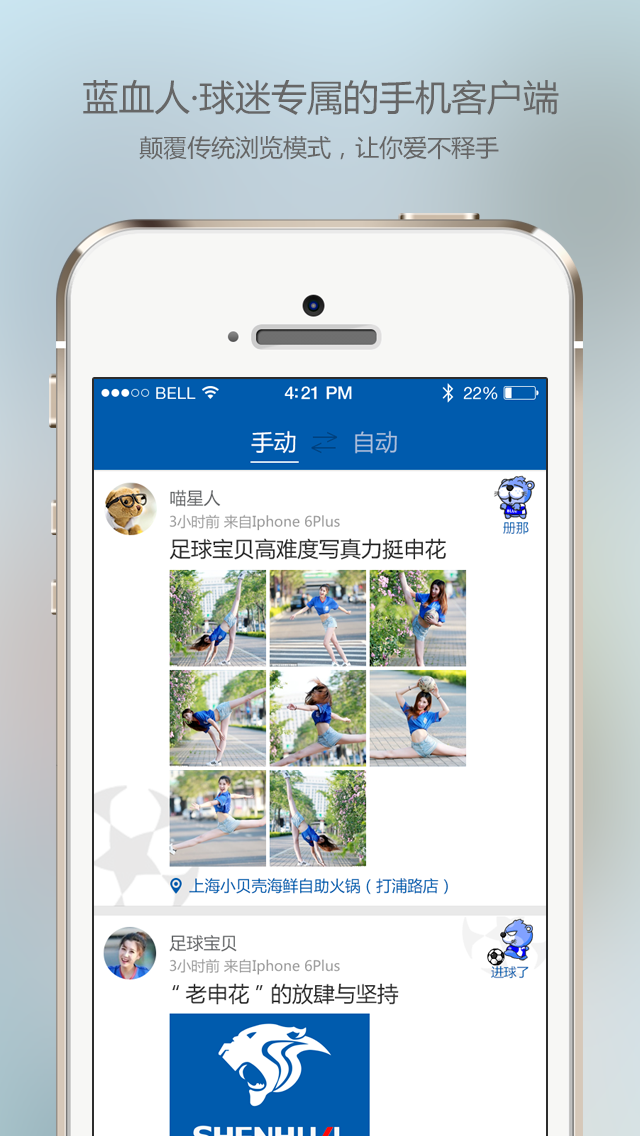 蓝血人·球迷专属的手机客户端
颠覆传统浏览模式，让你爱不释手
BELL 4:21 PM 22%
手动 自动
喵星人
3小时前 来自Iphone 6Plus
册那
足球宝贝高难度写真力挺申花
上海小贝壳海鲜自助火锅（打浦路店）
足球宝贝
3小时前 来自Iphone 6Plus
进球了
“老申花”的放肆与坚持
SHENHUA